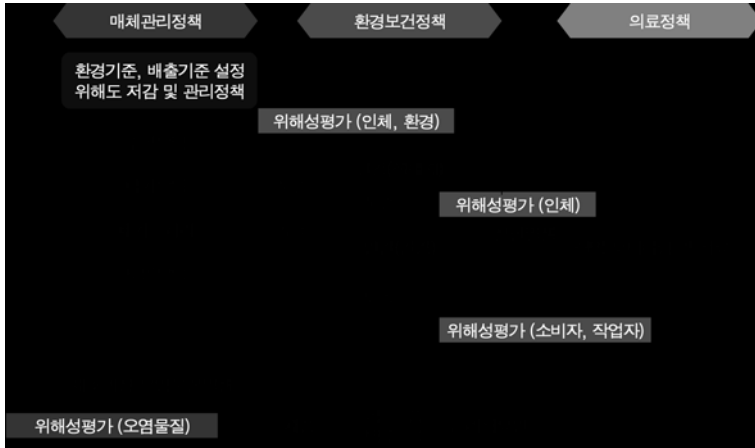 매체관리정책
환경보건정책
의료정책
환경기준, 배출기준 설정
위해도 저감 및 관리정책
위해성평가 (인체, 환경)
위해성평가 (인체)
위해성평가 (소비자, 작업자)
위해성평가 (오염물질)